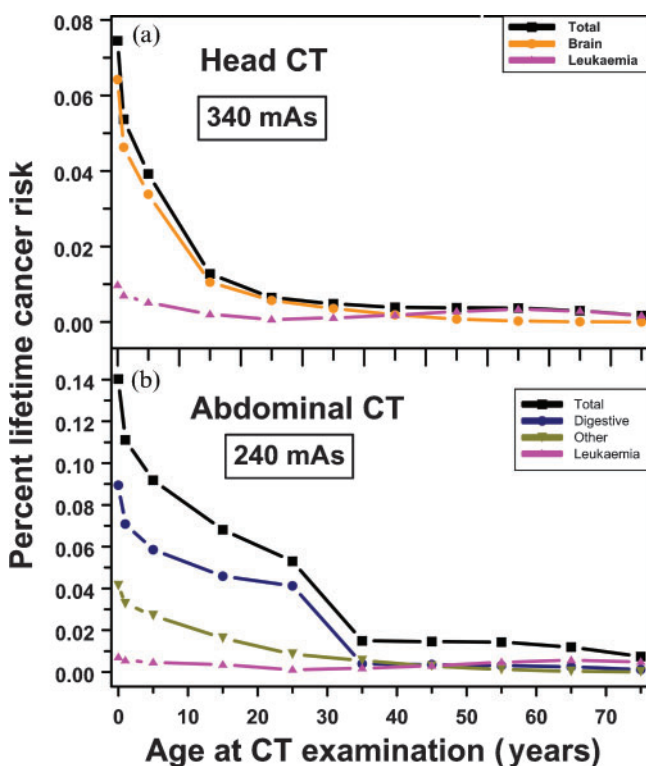 (a)
Head CT
340 mAs
Total
Brain
Leukaemia
0.08
0.06
0.04
0.02
0.00
Percent lifetime cancer risk
(b)
Abdominal CT
240 mAs
Total
Digestive
Other
Leukaemia
0.14
0.12
0.10
0.08
0.06
0.04
0.02
0.00
0 10 20 30 40 50 60 70
Age at CT examination (years)